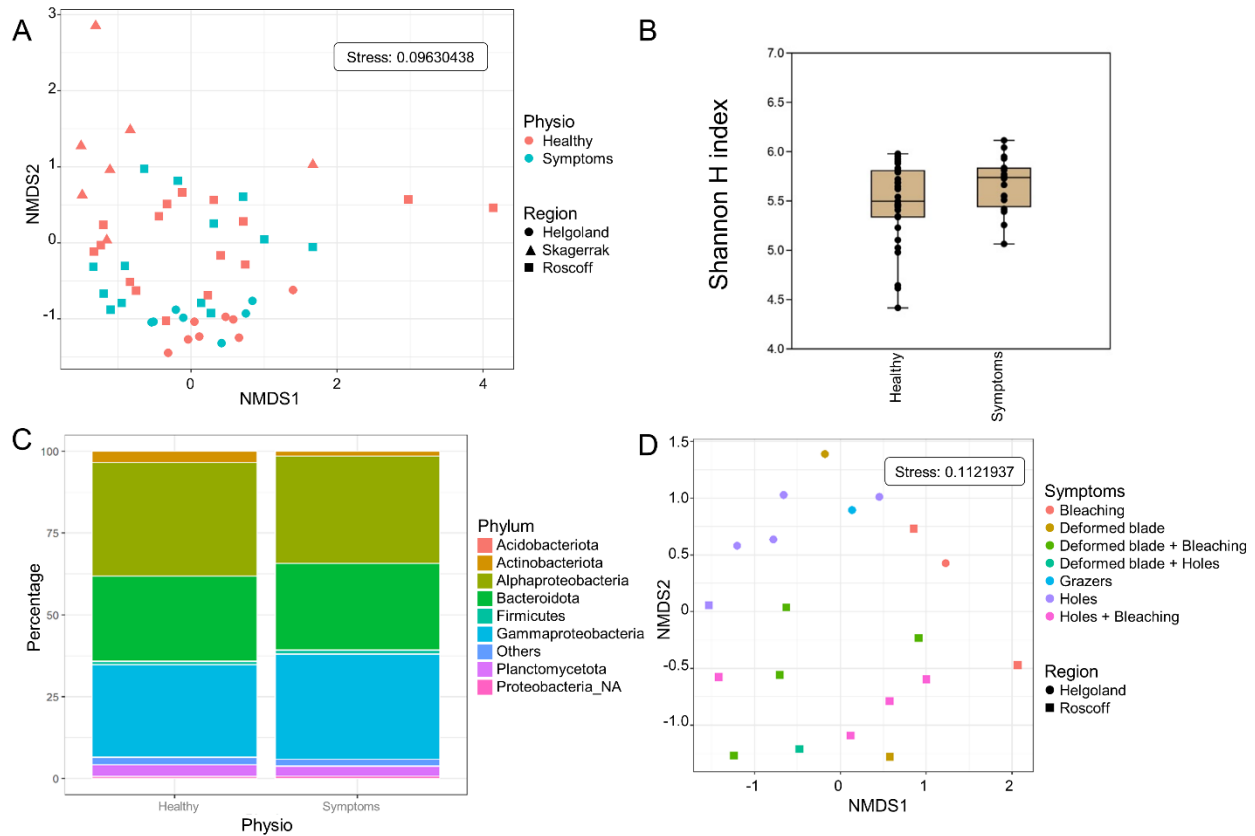 A
Stress: 0.09630438
NMDS2
3
2
1
0
-1
0
2
4
NMDS1
Physio
Healthy
Symptoms
Region
Helgoland
Skagerrak
Roscoff
B
Shannon H index
7.0
6.5
6.0
5.5
5.0
4.5
4.0
Healthy
Symptoms
C
Percentage
100
75
50
25
0
Healthy
Symptoms
Physio
Phylum
Acidobacteriota
Actinobacteriota
Alphaproteobacteria
Bacteroidota
Firmicutes
Gammaproteobacteria
Others
Planctomycetota
Proteobacteria_NA
D
Stress: 0.1121937
NMDS2
1.5
1.0
0.5
0
-0.5
-1.0
-1
0
1
2
NMDS1
Symptoms
Bleaching
Deformed blade
Deformed blade + Bleaching
Deformed blade + Holes
Grazers
Holes
Holes + Bleaching
Region
Helgoland
Roscoff